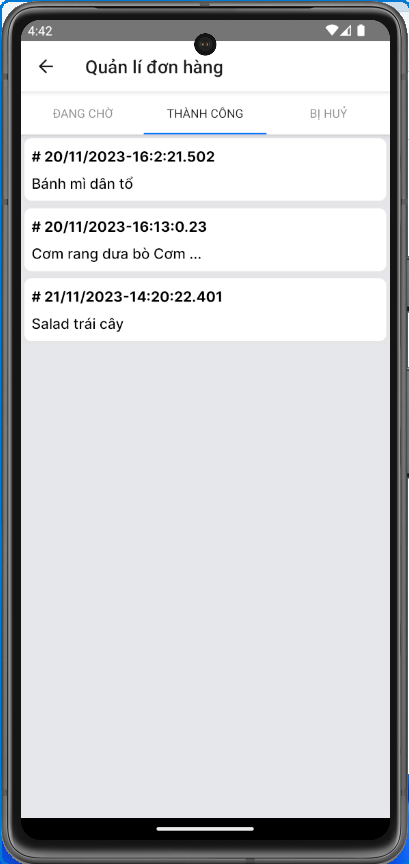 4:42
Quản lí đơn hàng
ĐANG CHỜ THÀNH CÔNG BỊ HUỶ
# 20/11/2023-16:2:21.502
Bánh mì dân tổ
# 20/11/2023-16:13:0.23
Cơm rang dưa bò Cơm ...
# 21/11/2023-14:20:22.401
Salad trái cây